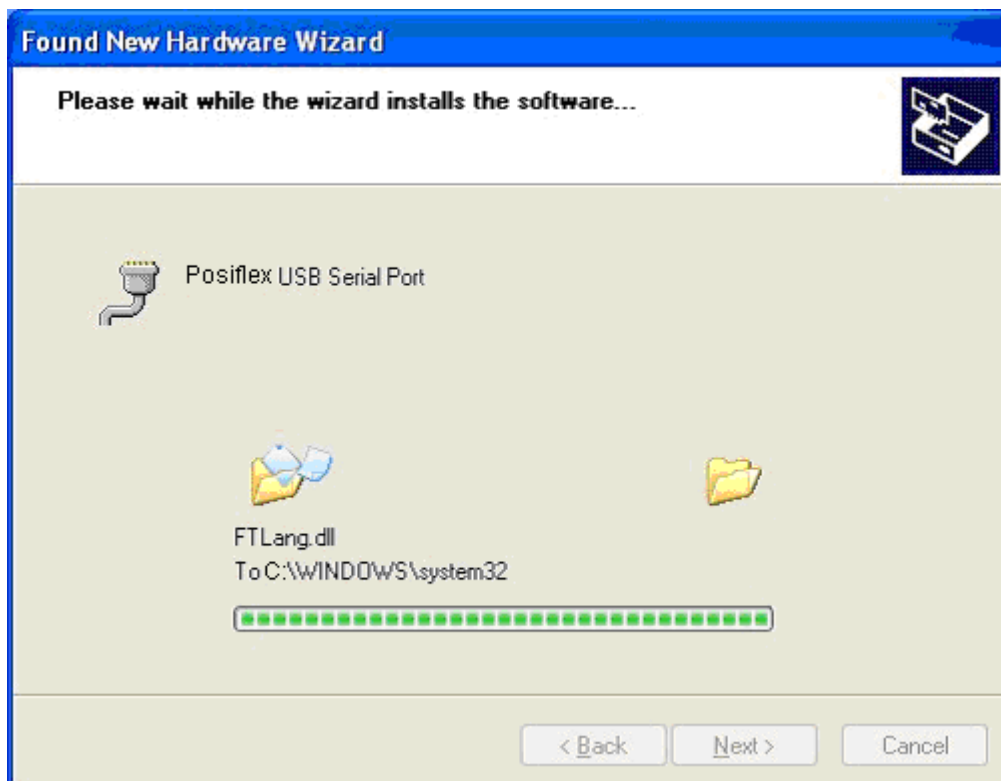 Found New Hardware Wizard
Please wait while the wizard installs the software...
Posiflex USB Serial Port
FTLang.dll
To C:\WINDOWS\system32
< Back Next > Cancel